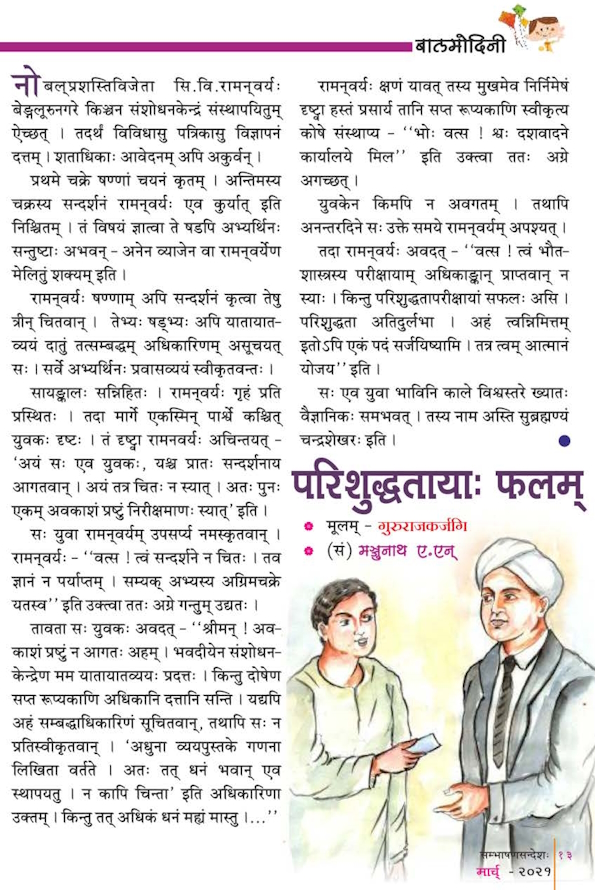 बालमोदिनी
नोबल्प्रशस्तिविजेता सि.वि.रामन्वर्यः
बेङ्गलूरुनगरे किञ्चन संशोधनकेन्द्रं संस्थापयितुम्
ऐच्छत् । तदर्थं विविधासु पत्रिकासु विज्ञापनं
दत्तम् । शताधिकाः आवेदनम् अपि अकुर्वन् ।
प्रथमे चक्रे षण्णां चयनं कृतम् । अन्तिमस्य
चक्रस्य सन्दर्शनं रामन्वर्यः एव कुर्यात् इति
निश्चितम् । तं विषयं ज्ञात्वा ते षडपि अभ्यर्थिनः
सन्तुष्टाः अभवन् – अनेन व्याजेन वा रामन्वर्येण
मेलितुं शक्यम् इति ।
रामन्वर्यः षण्णाम् अपि सन्दर्शनं कृत्वा तेषु
त्रीन् चितवान् । तेभ्यः षड्भ्यः अपि यातायात-
व्ययं दातुं तत्सम्बद्धम् अधिकारिणम् असूचयत्
सः । सर्वे अभ्यर्थिनः प्रवासव्ययं स्वीकृतवन्तः ।
सायङ्कालः सन्निहितः । रामन्वर्यः गृहं प्रति
प्रस्थितः । तदा मार्गे एकस्मिन् पार्श्वे कश्चित्
युवकः दृष्टः । तं दृष्ट्वा रामन्वर्यः अचिन्तयत् –
‘अयं सः एव युवकः, यश्च प्रातः सन्दर्शनाय
आगतवान् । अयं तत्र चितः न स्यात् । अतः पुनः
एकम् अवकाशं प्रष्टुं निरीक्षमाणः स्यात्’ इति ।
सः युवा रामन्वर्यम् उपसर्प्य नमस्कृतवान् ।
रामन्वर्यः – ‘‘वत्स ! त्वं सन्दर्शने न चितः । तव
ज्ञानं न पर्याप्तम् । सम्यक् अभ्यस्य अग्रिमचक्रे
यतस्व’’ इति उक्त्वा ततः अग्रे गन्तुम् उद्यतः ।
तावता सः युवकः अवदत् – ‘‘श्रीमन् ! अव-
काशं प्रष्टुं न आगतः अहम् । भवदीयेन संशोधन-
केन्द्रेण मम यातायातव्ययः प्रदत्तः । किन्तु दोषेण
सप्त रूप्यकाणि अधिकानि दत्तानि सन्ति । यद्यपि
अहं सम्बद्धाधिकारिणं सूचितवान्, तथापि सः न
प्रतिस्वीकृतवान् । ‘अधुना व्ययपुस्तके गणना
लिखिता वर्तते । अतः तत् धनं भवान् एव
स्थापयतु । न कापि चिन्ता’ इति अधिकारिणा
उक्तम् । किन्तु तत् अधिकं धनं मह्यं मास्तु ।...’’
रामन्वर्यः क्षणं यावत् तस्य मुखमेव निर्निमेषं
दृष्ट्वा हस्तं प्रसार्य तानि सप्त रूप्यकाणि स्वीकृत्य
कोषे संस्थाप्य – ‘‘भोः वत्स ! श्वः दशवादने
कार्यालये मिल’’ इति उक्त्वा ततः अग्रे
अगच्छत् ।
युवकेन किमपि न अवगतम् । तथापि
अनन्तरदिने सः उक्ते समये रामन्वर्यम् अपश्यत् ।
तदा रामन्वर्यः अवदत् – ‘‘वत्स ! त्वं भौत-
शास्त्रस्य परीक्षायाम् अधिकाङ्कान् प्राप्तवान् न
स्याः । किन्तु परिशुद्धतापरीक्षायां सफलः असि ।
परिशुद्धता अतिदुर्लभा । अहं त्वन्निमित्तम्
इतोऽपि एकं पदं सर्जयिष्यामि । तत्र त्वम् आत्मानं
योजय’’ इति ।
सः एव युवा भाविनि काले विश्वस्तरे ख्यातः
वैज्ञानिकः समभवत् । तस्य नाम अस्ति सुब्रह्मण्यं
चन्द्रशेखरः इति ।
परिशुद्धतायाः फलम्
मूलम् – गुरुराजकर्जगि
(सं) मञ्जुनाथ ए.एन्
सम्भाषणसन्देशः १३
मार्च् - २०२१